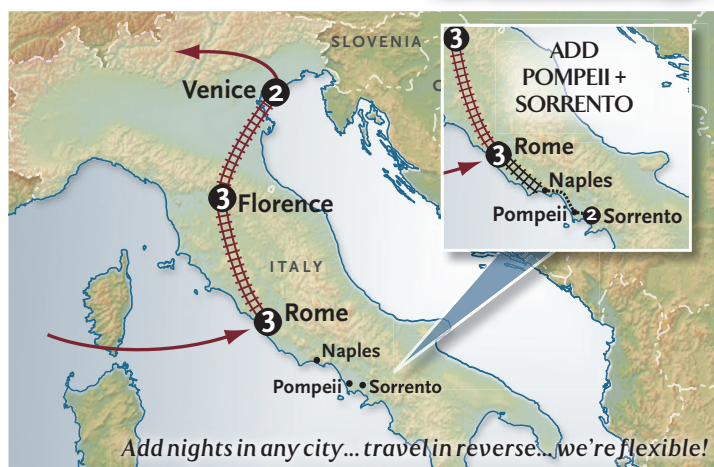 SLOVENIA
Venice 2
3 Florence
ITALY
3 Rome
Naples
Pompeii
Sorrento
3
ADD
POMPEII +
SORRENTO
3 Rome
Naples
Pompeii
2 Sorrento
C
Add nights in any city... travel in reverse... we're flexible!